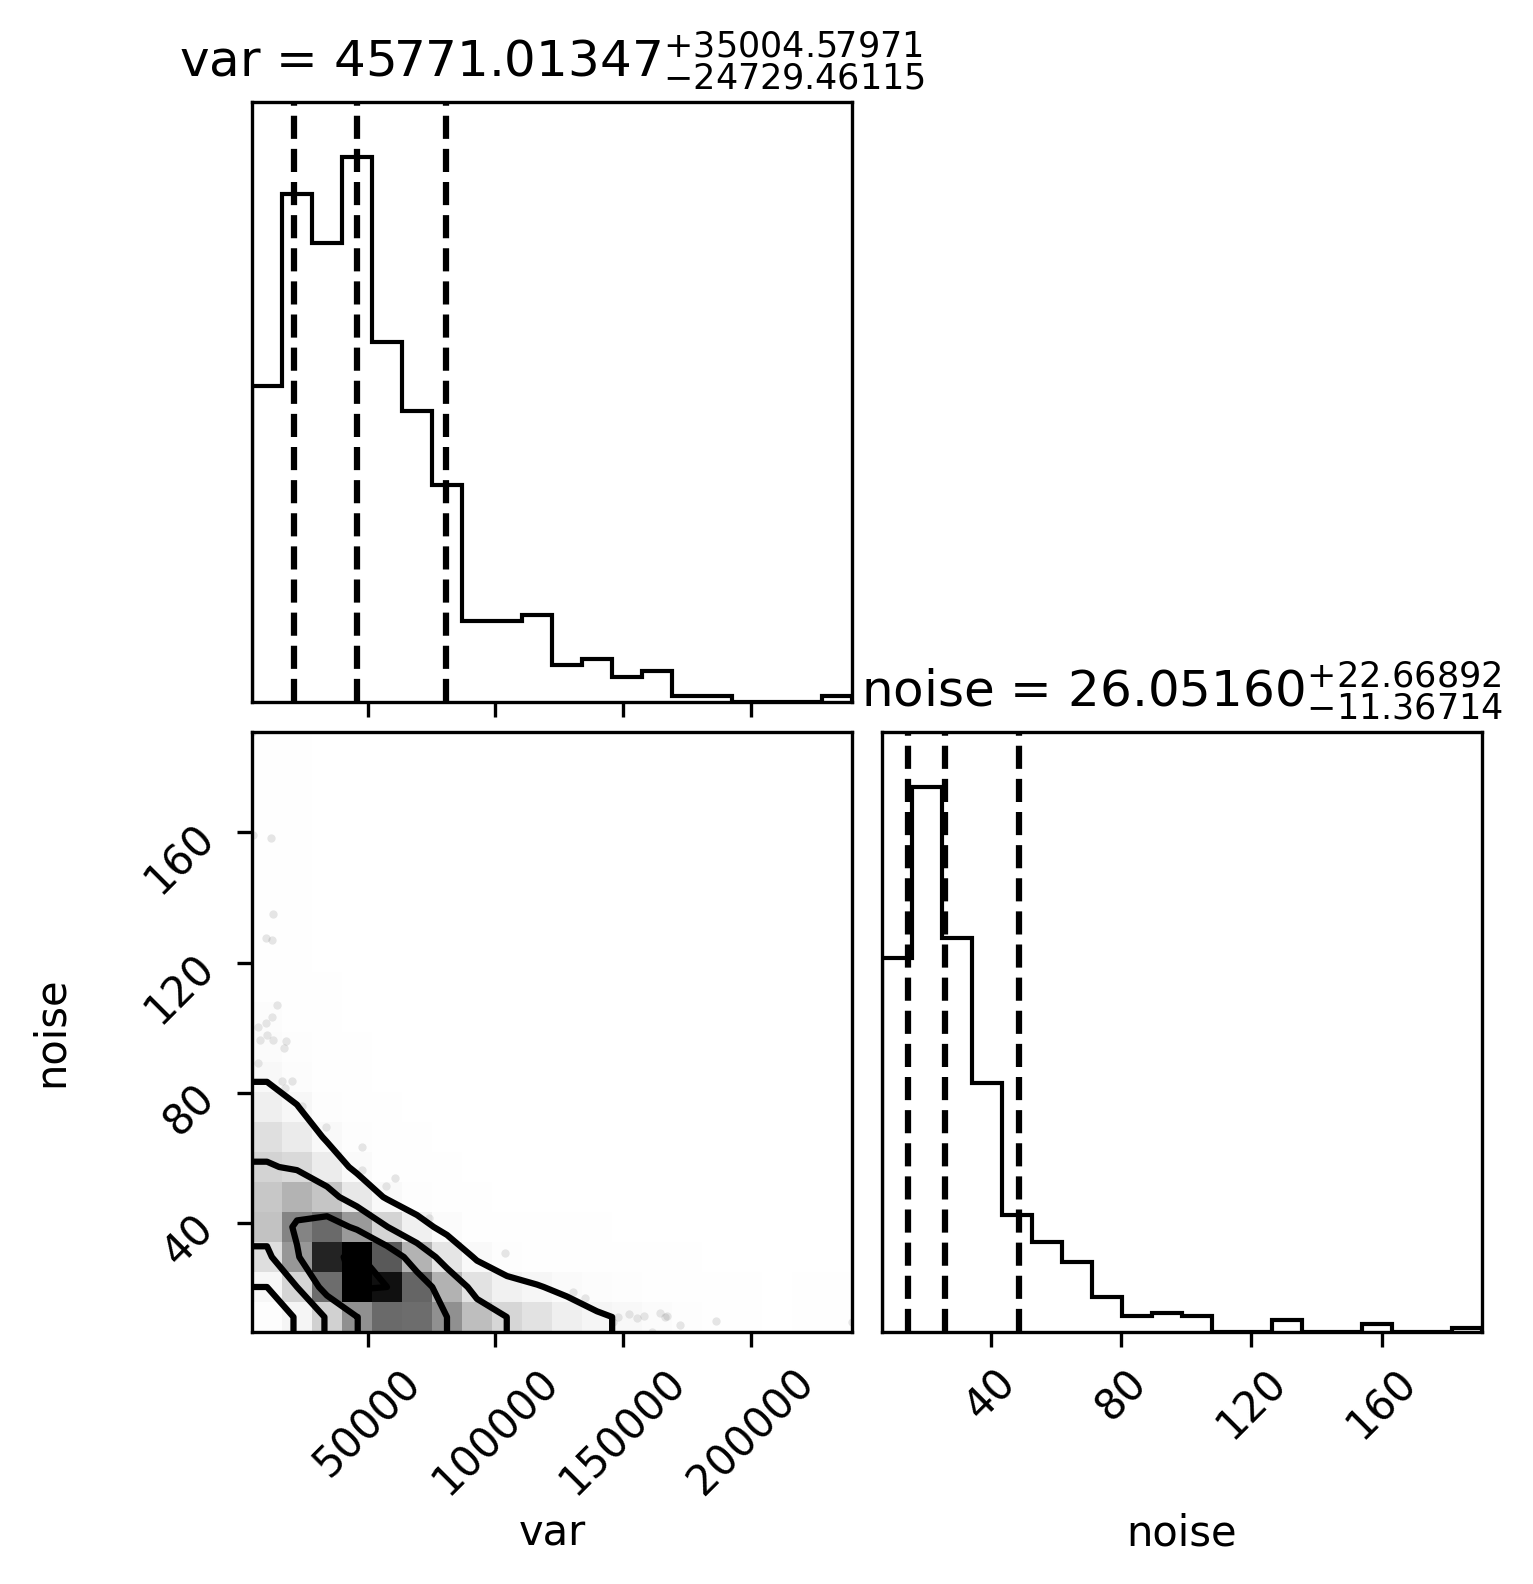 var = 45771.01347+35004.57971−24729.46115
noise = 26.05160+22.66892−11.36714
160
120
80
40
noise
50000 100000 150000 200000
var
40 80 120 160
noise